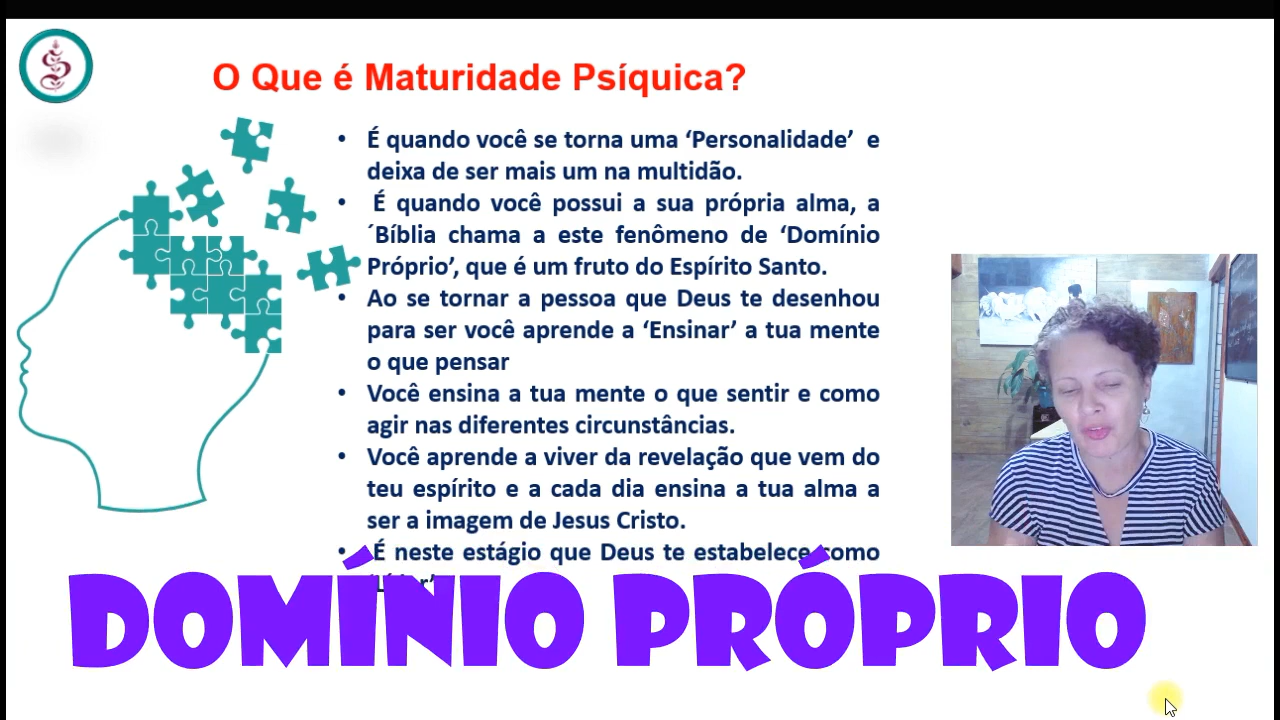 O Que é Maturidade Psíquica?
• É quando você se torna uma ‘Personalidade’ e
deixa de ser mais um na multidão.
• É quando você possui a sua própria alma, a
´Bíblia chama a este fenômeno de ‘Domínio
Próprio’, que é um fruto do Espírito Santo.
• Ao se tornar a pessoa que Deus te desenhou
para ser você aprende a ‘Ensinar’ a tua mente
o que pensar
• Você ensina a tua mente o que sentir e como
agir nas diferentes circunstâncias.
• Você aprende a viver da revelação que vem do
teu espírito e a cada dia ensina a tua alma a
ser a imagem de Jesus Cristo.
• É neste estágio que Deus te estabelece como
DOMÍNIO PRÓPRIO